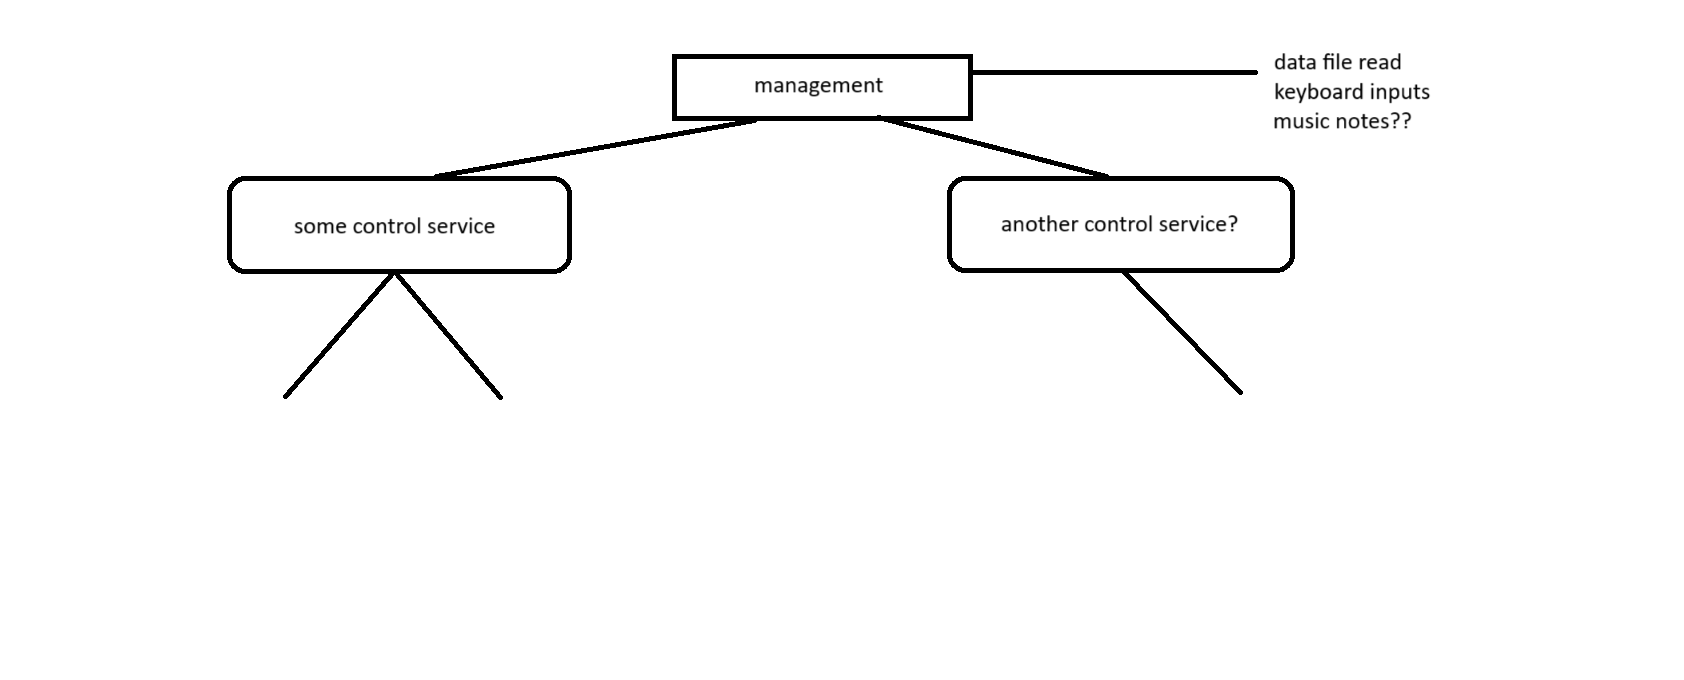 management
data file read
keyboard inputs
music notes??
some control service
another control service?